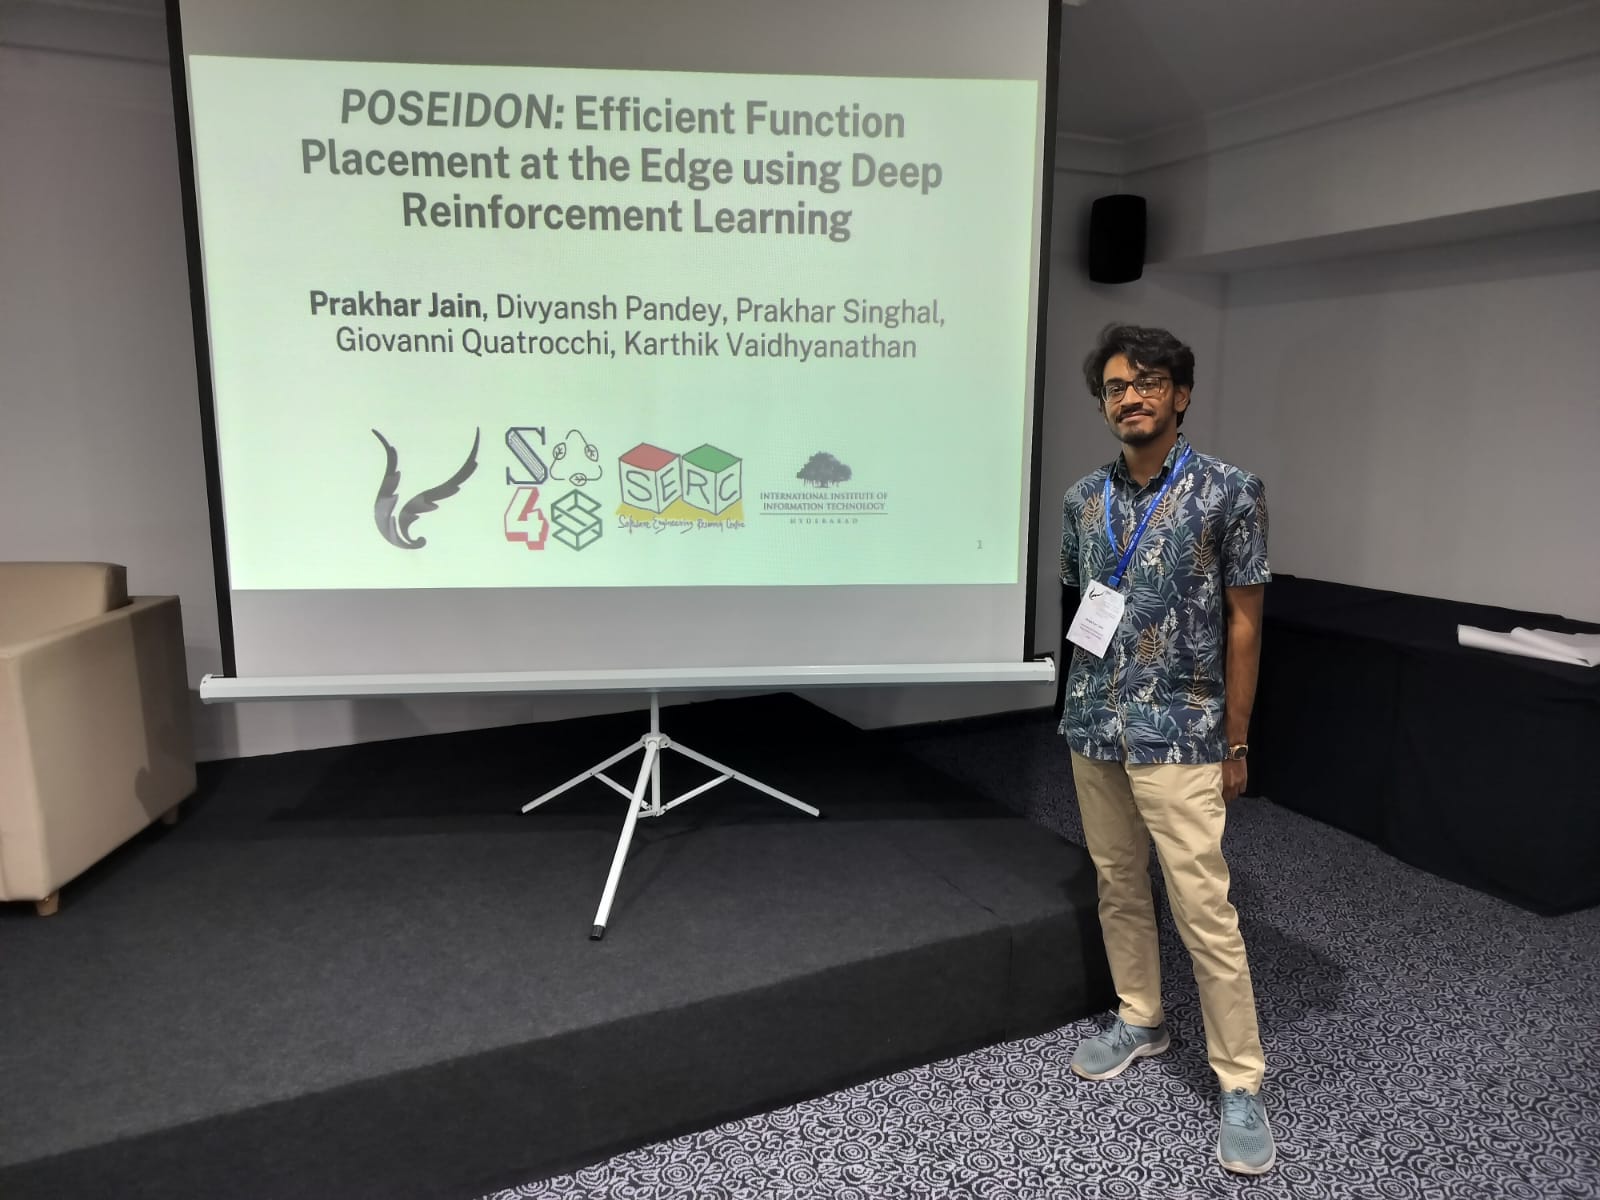 POSEIDON: Efficient Function
Placement at the Edge using Deep
Reinforcement Learning
Prakhar Jain, Divyansh Pandey, Prakhar Singhal,
Giovanni Quatrocchi, Karthik Vaidhyanathan
S
4S
SERC
Software Engineering Research Centre
INTERNATIONAL INSTITUTE OF
INFORMATION TECHNOLOGY
HYDERABAD
1